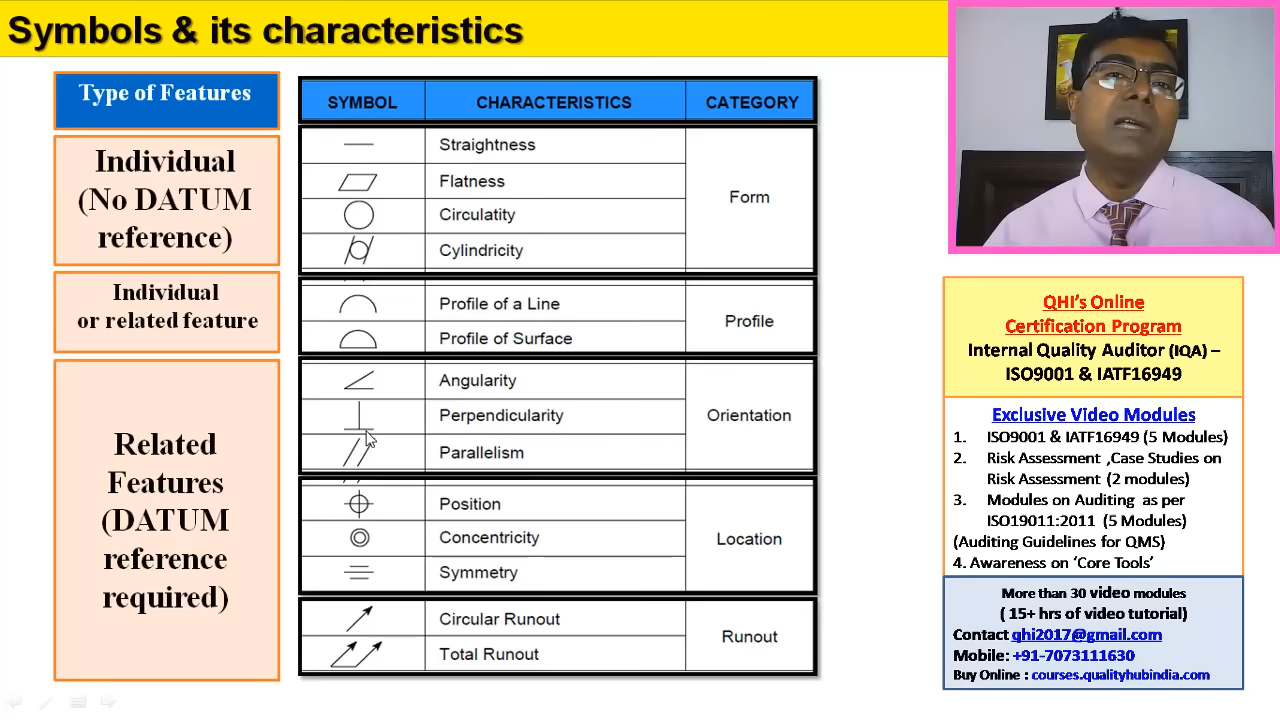 Symbols & its characteristics
Type of Features
Individual
(No DATUM
reference)
Individual
or related feature
Related
Features
(DATUM
reference
required)
SYMBOL CHARACTERISTICS CATEGORY
Straightness
Flatness
Circulatity
Cylindricity
Form
Profile of a Line
Profile of Surface
Profile
Angularity
Perpendicularity
Parallelism
Orientation
Position
Concentricity
Symmetry
Location
Circular Runout
Total Runout
Runout
QHI's Online
Certification Program
Internal Quality Auditor (IQA) –
ISO9001 & IATF16949
Exclusive Video Modules
1. ISO9001 & IATF16949 (5 Modules)
2. Risk Assessment ,Case Studies on
Risk Assessment (2 modules)
3. Modules on Auditing as per
ISO19011:2011 (5 Modules)
(Auditing Guidelines for QMS)
4. Awareness on ‘Core Tools’
More than 30 video modules
( 15+ hrs of video tutorial)
Contact qhi2017@gmail.com
Mobile: +91-7073111630
Buy Online : courses.qualityhubindia.com